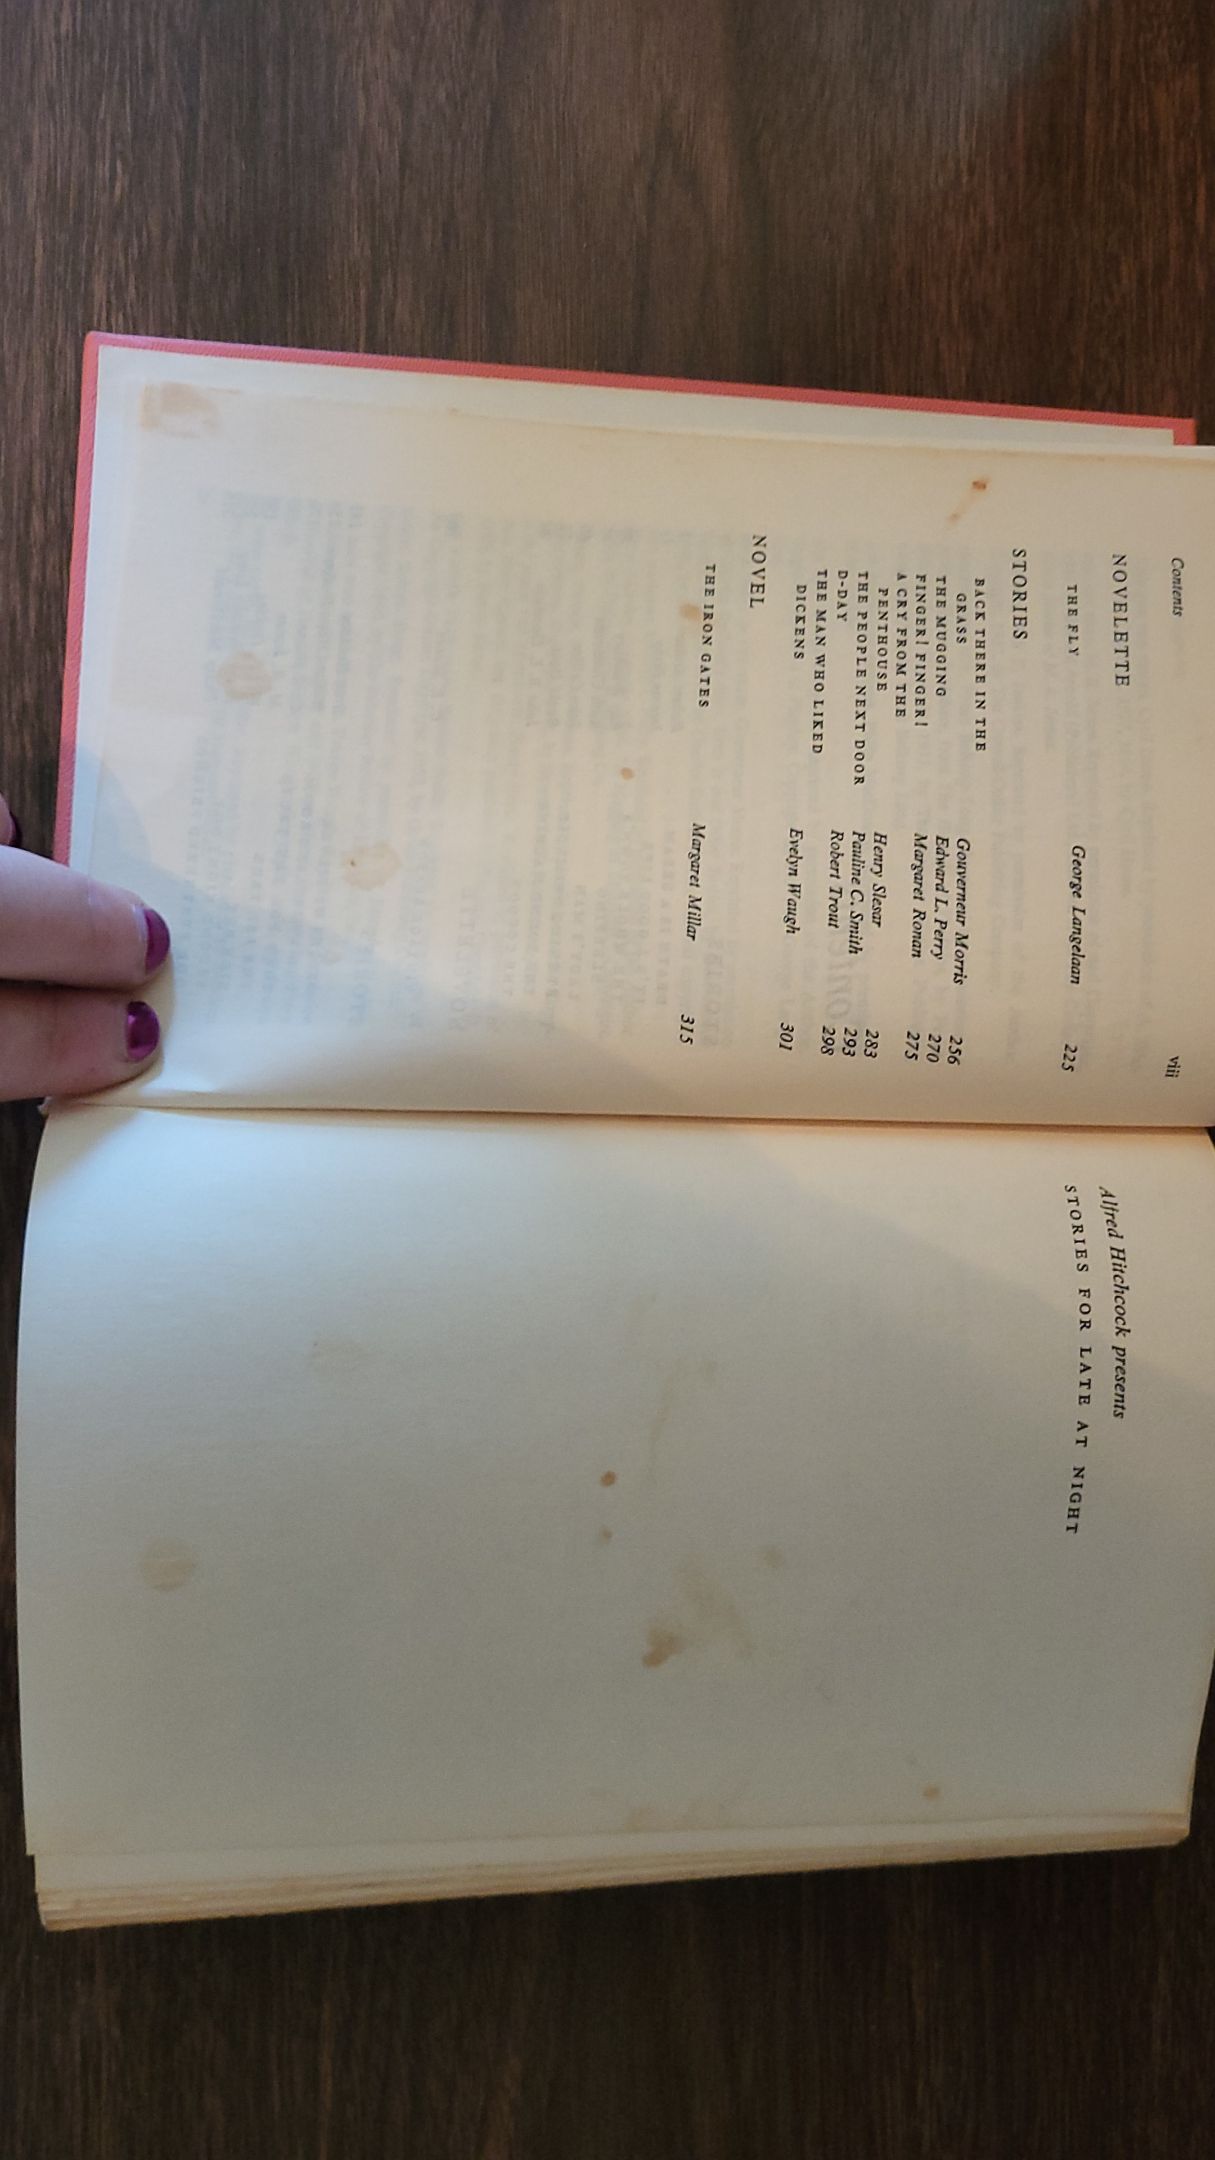 Contents
viii
NOVELETTE
THE FLY George Langelaan 225
STORIES
BACK THERE IN THE
GRASS Gouverneur Morris 256
THE MUGGING Edward L. Perry 270
FINGER! FINGER! Margaret Ronan 275
A CRY FROM THE
PENTHOUSE Henry Slesar 283
THE PEOPLE NEXT DOOR Pauline C. Smith 293
D-DAY Robert Trout 298
THE MAN WHO LIKED
DICKENS Evelyn Waugh 301
NOVEL
THE IRON GATES Margaret Millar 315
Alfred Hitchcock presents
STORIES FOR LATE AT NIGHT